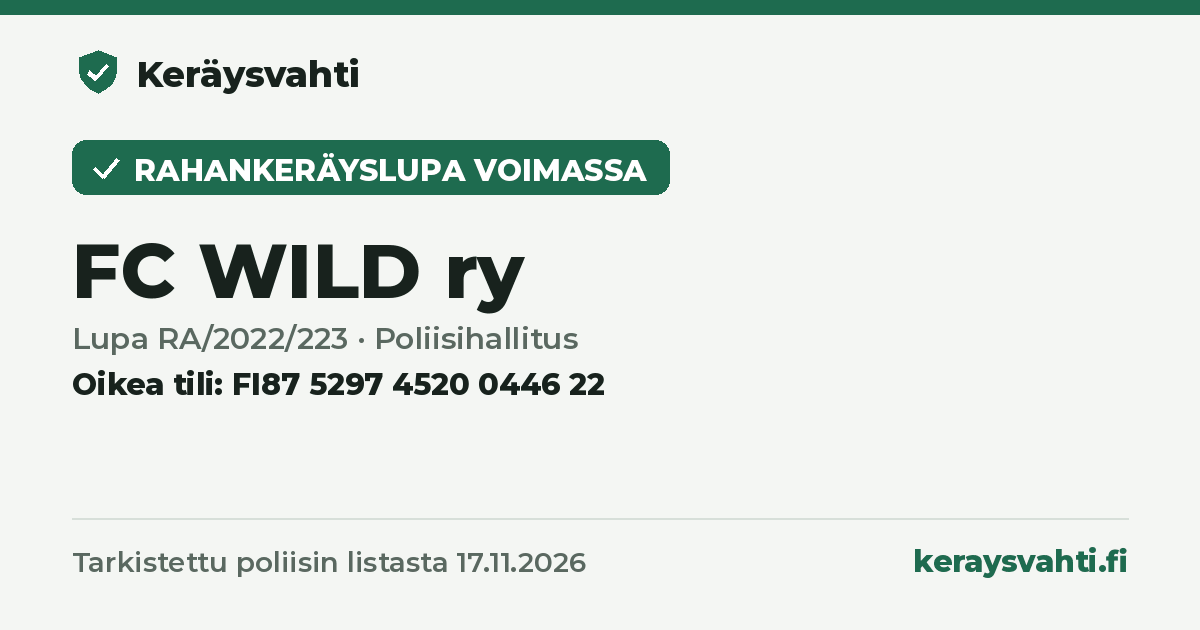 Keräysvahti
RAHANKERÄYSLUPA VOIMASSA
FC WILD ry
Lupa RA/2022/223 · Poliisihallitus
Oikea tili: FI87 5297 4520 0446 22
Tarkistettu poliisin listasta 17.11.2026
keraysvahti.fi